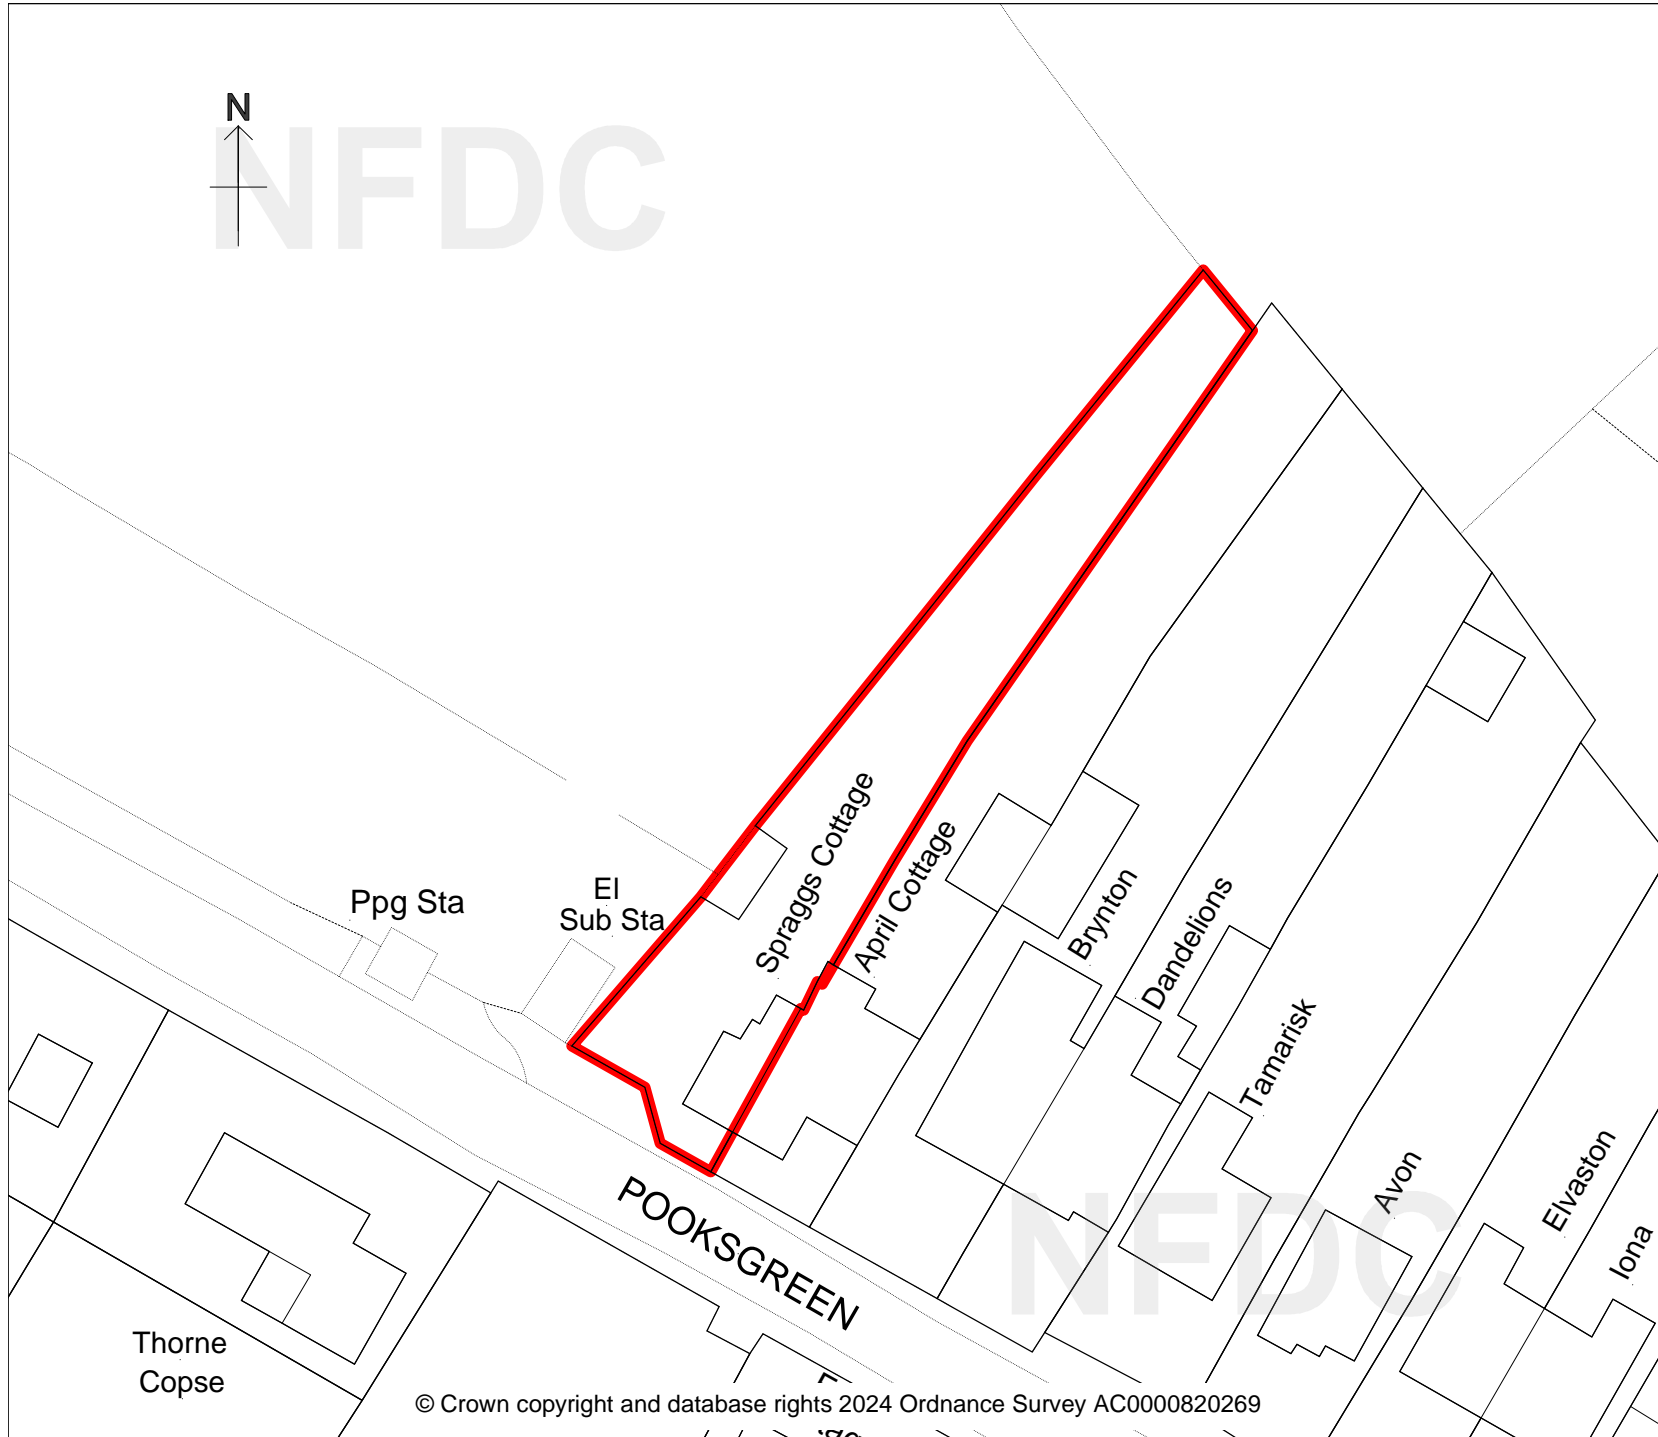 N
NFDC
Spraggs Cottage
April Cottage
Ppg Sta
El
Sub Sta
Brynton
Dandelions
Tamarisk
Avon
Elvaston
Iona
POOKSGREEN
NFDC
Thorne
Copse
© Crown copyright and database rights 2024 Ordnance Survey AC0000820269